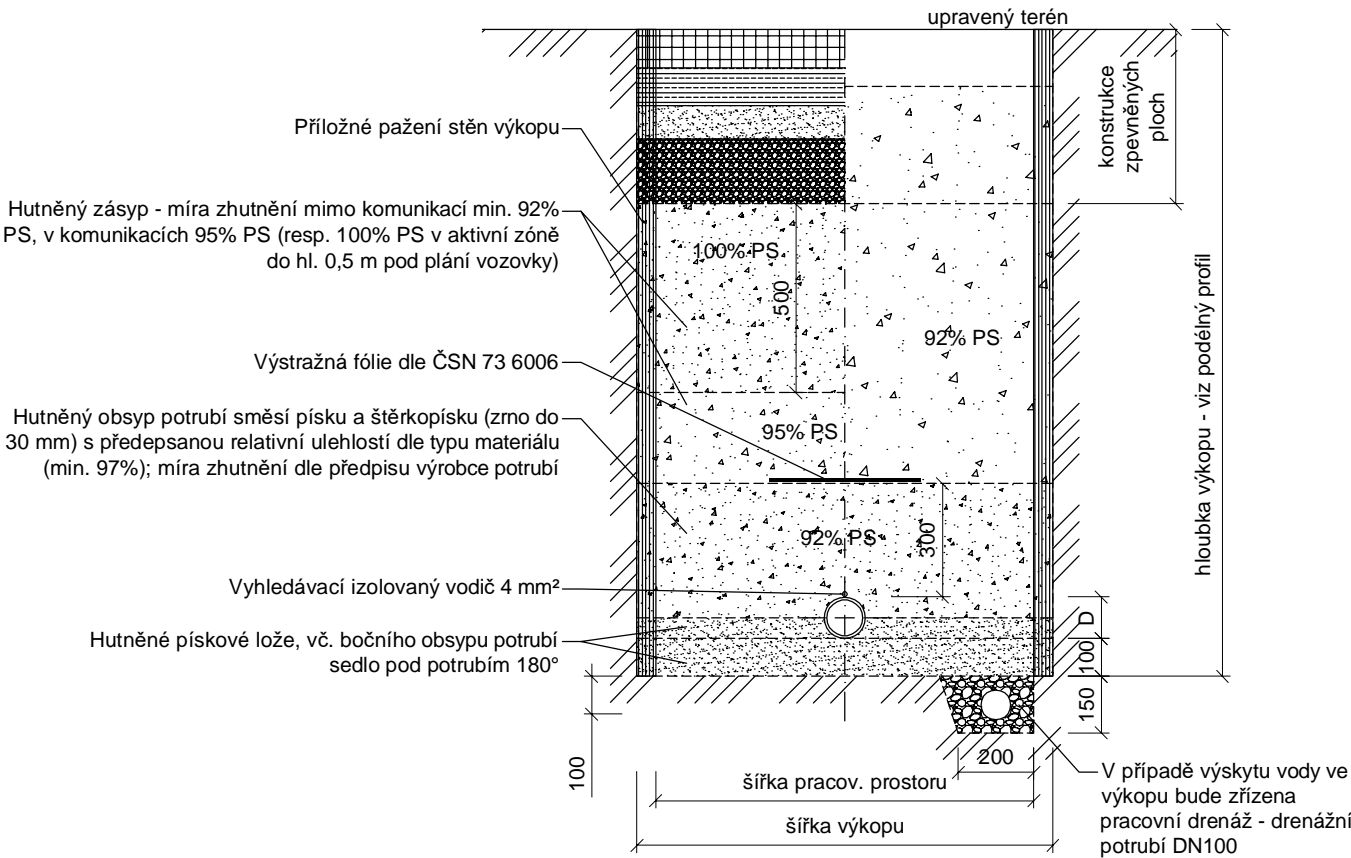 upravený terén
konstrukce
zpevněných
ploch
Příložné pažení stěn výkopu
Hutněný zásyp - míra zhutnění mimo komunikací min. 92%
PS, v komunikacích 95% PS (resp. 100% PS v aktivní zóně
do hl. 0,5 m pod plání vozovky)
100% PS
500
92% PS
hloubka výkopu - viz podélný profil
Výstražná fólie dle ČSN 73 6006
95% PS
Hutněný obsyp potrubí směsí písku a štěrkopísku (zrno do
30 mm) s předepsanou relativní ulehlostí dle typu materiálu
(min. 97%); míra zhutnění dle předpisu výrobce potrubí
92% PS
300
Vyhledávací izolovaný vodič 4 mm²
D
Hutněné pískové lože, vč. bočního obsypu potrubí
sedlo pod potrubím 180°
100
150
100
200
šířka pracov. prostoru
šířka výkopu
V případě výskytu vody ve
výkopu bude zřízena
pracovní drenáž - drenážní
potrubí DN100